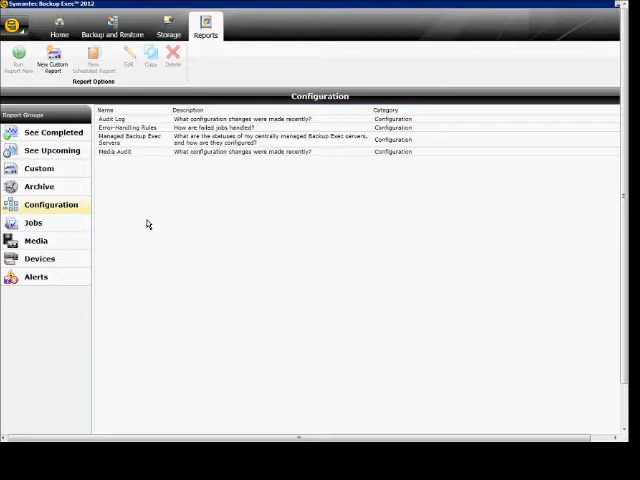 Symantec Backup Exec™ 2012
Home
Backup and Restore
Storage
Reports
Run Report Now
New Custom Report
New Scheduled Report
Edit
Copy
Delete
Report Options
Configuration
Report Groups
See Completed
See Upcoming
Custom
Archive
Configuration
Jobs
Media
Devices
Alerts
Name Description Category
Audit Log What configuration changes were made recently? Configuration
Error-Handling Rules How are failed jobs handled? Configuration
Managed Backup Exec What are the statuses of my centrally managed Backup Exec servers, Configuration
Servers and how are they configured?
Media Audit What configuration changes were made recently? Configuration